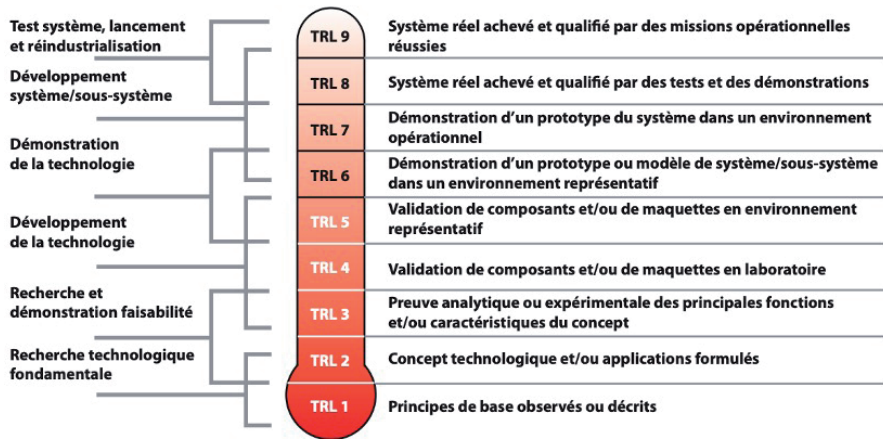 Test système, lancement
et réindustrialisation
TRL 9
Système réel achevé et qualifié par des missions opérationnelles
réussies
Développement
système/sous-système
TRL 8
Système réel achevé et qualifié par des tests et des démonstrations
TRL 7
Démonstration d’un prototype du système dans un environnement
opérationnel
Démonstration
de la technologie
TRL 6
Démonstration d’un prototype ou modèle de système/sous-système
dans un environnement représentatif
Développement
de la technologie
TRL 5
Validation de composants et/ou de maquettes en environnement
représentatif
TRL 4
Validation de composants et/ou de maquettes en laboratoire
Recherche et
démonstration faisabilité
TRL 3
Preuve analytique ou expérimentale des principales fonctions
et/ou caractéristiques du concept
Recherche technologique
fondamentale
TRL 2
Concept technologique et/ou applications formulés
TRL 1
Principes de base observés ou décrits